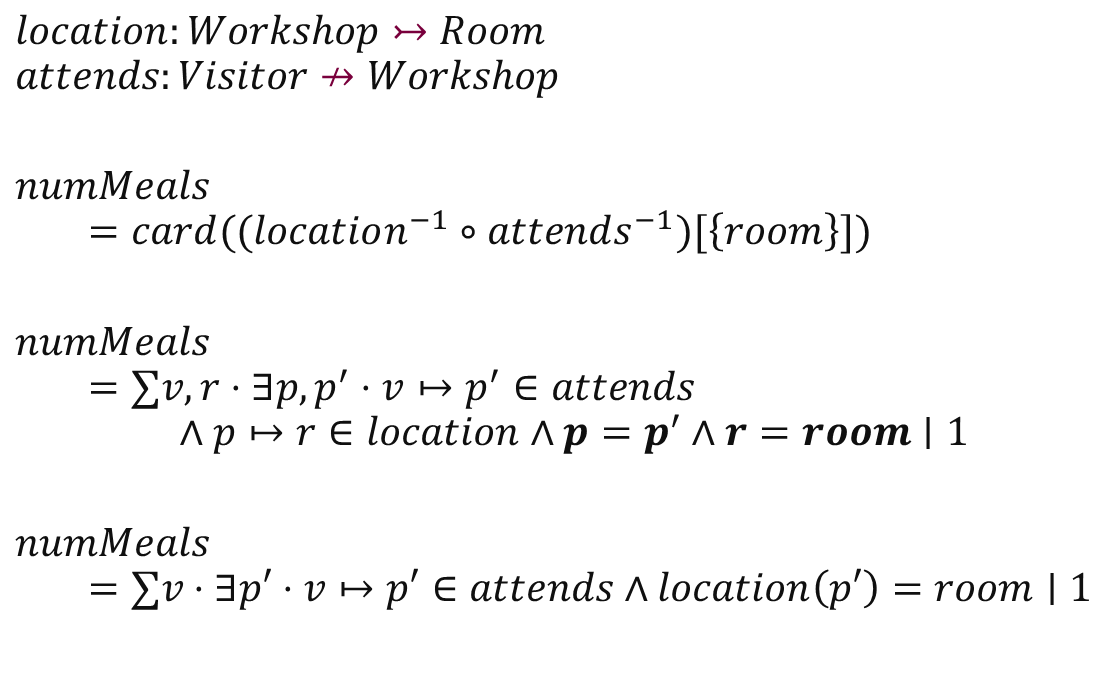 location: Workshop ↣ Room
attends: Visitor ⇸ Workshop
numMeals
= card((location⁻¹ ∘ attends⁻¹)[{room}])
numMeals
= ∑v, r · ∃p, p′ · v ↦ p′ ∈ attends
∧ p ↦ r ∈ location ∧ p = p′ ∧ r = room ∣ 1
numMeals
= ∑v · ∃p′ · v ↦ p′ ∈ attends ∧ location(p′) = room ∣ 1